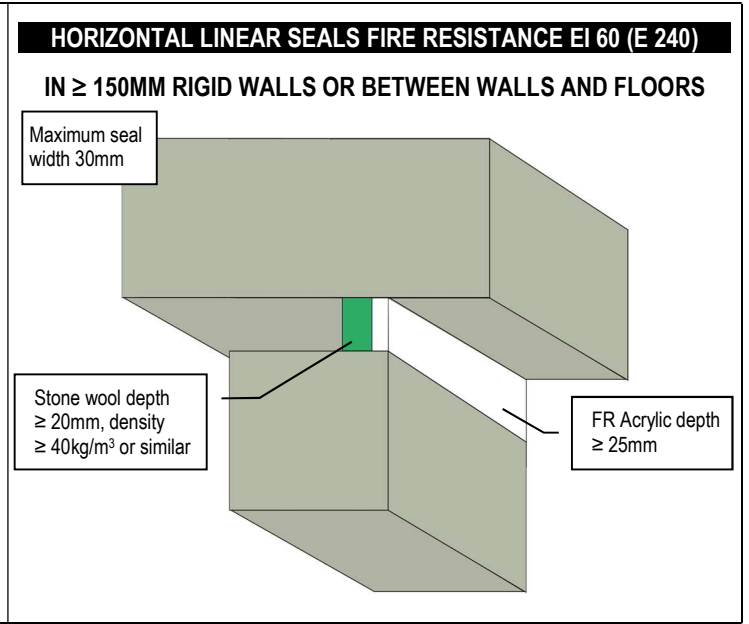 HORIZONTAL LINEAR SEALS FIRE RESISTANCE EI 60 (E 240)
IN ≥ 150MM RIGID WALLS OR BETWEEN WALLS AND FLOORS
Maximum seal
width 30mm
Stone wool depth
≥ 20mm, density
≥ 40kg/m³ or similar
FR Acrylic depth
≥ 25mm